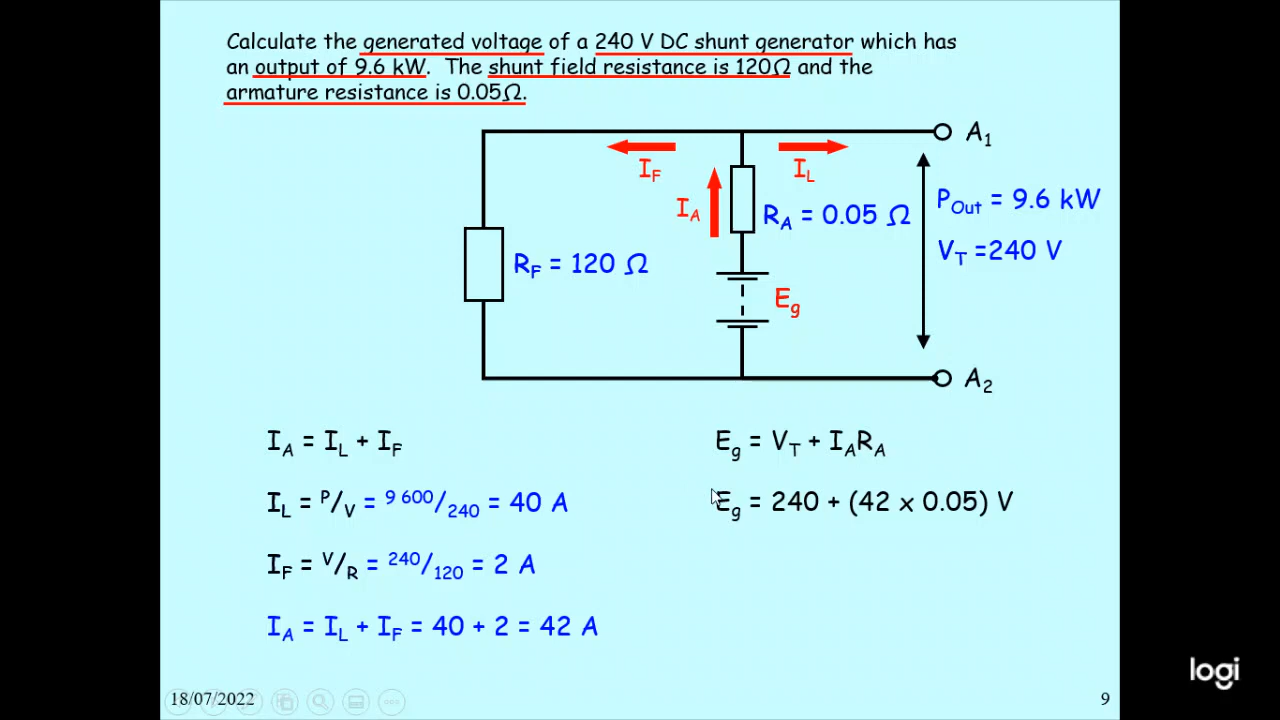 Calculate the generated voltage of a 240 V DC shunt generator which has
an output of 9.6 kW. The shunt field resistance is 120Ω and the
armature resistance is 0.05Ω.
A1
IF
IL
IA
RA = 0.05 Ω
POut = 9.6 kW
VT =240 V
RF = 120 Ω
Eg
A2
IA = IL + IF
Eg = VT + IARA
IL = P/V = 9 600/240 = 40 A
Eg = 240 + (42 x 0.05) V
IF = V/R = 240/120 = 2 A
IA = IL + IF = 40 + 2 = 42 A
18/07/2022
9
logi